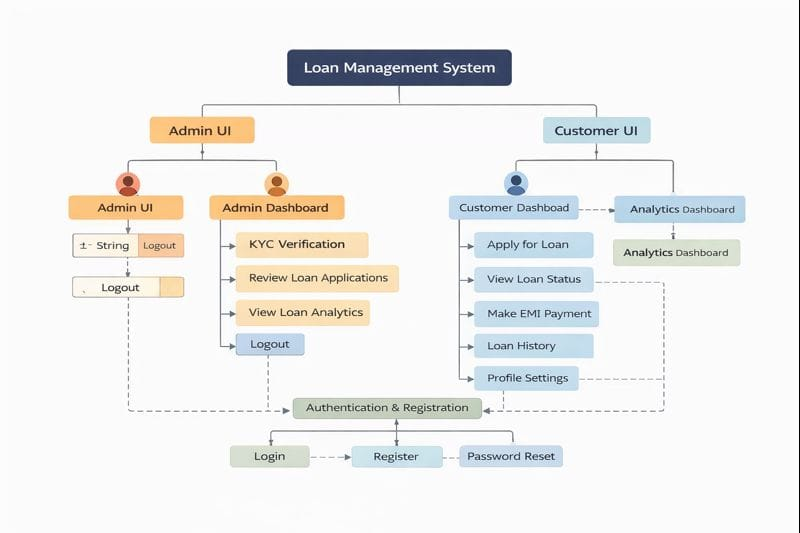 Loan Management System
Admin UI
Customer UI
Admin UI
Admin Dashboard
Customer Dashboad
Analytics Dashboard
String Logout
KYC Verification
Apply for Loan
Analytics Dashboard
Review Loan Applications
View Loan Status
Logout
View Loan Analytics
Make EMI Payment
Logout
Loan History
Profile Settings
Authentication & Registration
Login
Register
Password Reset